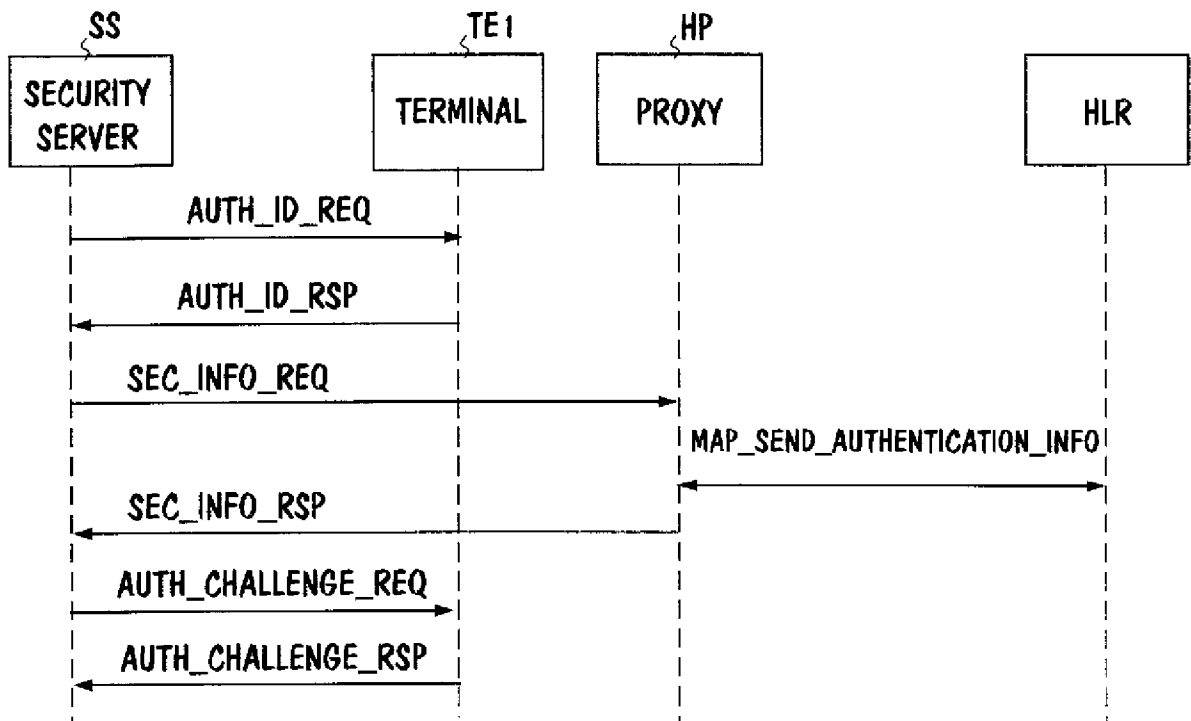 SS
TE1
HP
SECURITY
SERVER
TERMINAL
PROXY
HLR
AUTH_ID_REQ
AUTH_ID_RSP
SEC_INFO_REQ
MAP_SEND_AUTHENTICATION_INFO
SEC_INFO_RSP
AUTH_CHALLENGE_REQ
AUTH_CHALLENGE_RSP